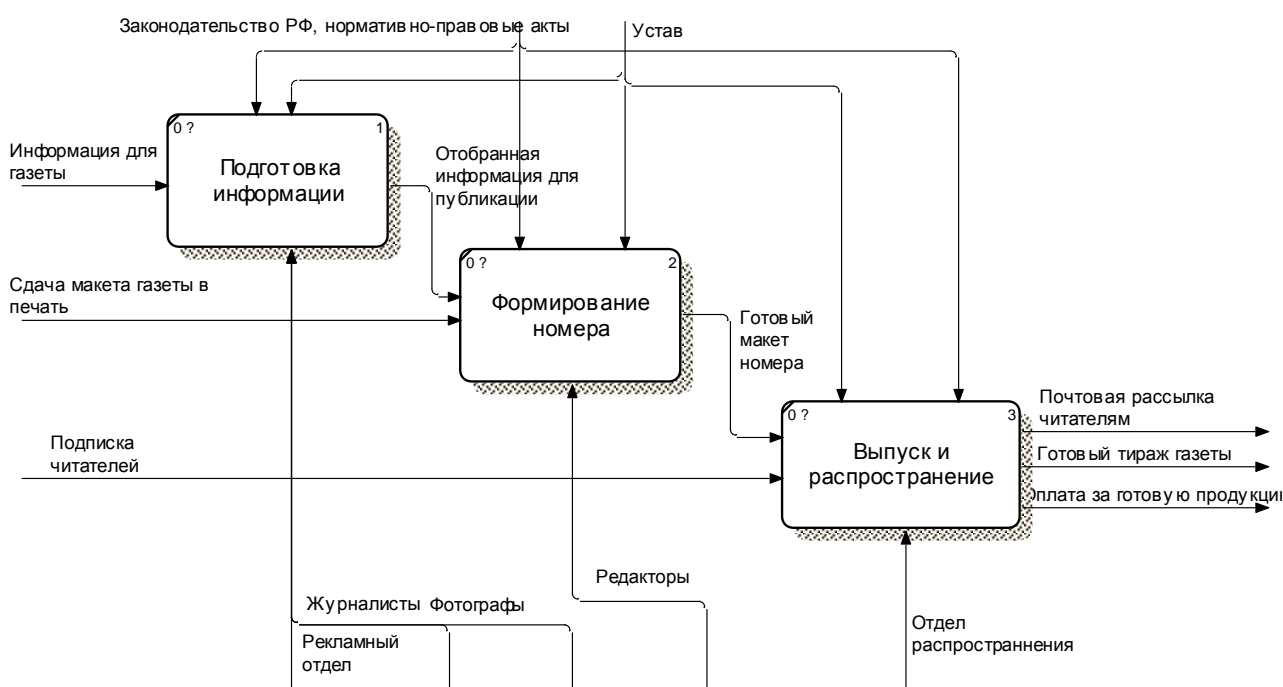 Законодательство РФ, нормативно-правовые акты
Устав
0 ?
1
Подготовка
информации
Информация для
газеты
Отобранная
информация для
публикации
0 ?
2
Формирование
номера
Сдача макета газеты в
печать
Готовый
макет
номера
0 ?
3
Выпуск и
распространение
Подписка
читателей
Почтовая рассылка
читателям
Готовый тираж газеты
Оплата за готовую продукци
Редакторы
Журналисты
Фотографы
Рекламный
отдел
Отдел
распространнения